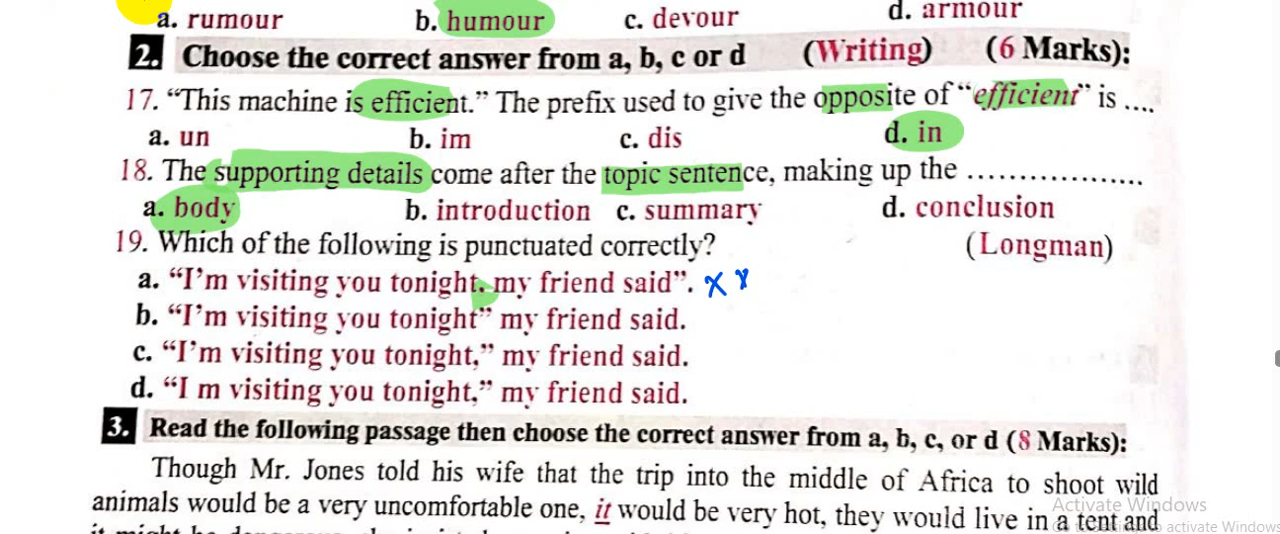 a. rumour b. humour c. devour d. armour
2. Choose the correct answer from a, b, c or d (Writing) (6 Marks):
17. “This machine is efficient.” The prefix used to give the opposite of “efficient” is ....
a. un b. im c. dis d. in
18. The supporting details come after the topic sentence, making up the ..................
a. body b. introduction c. summary d. conclusion
19. Which of the following is punctuated correctly? (Longman)
a. “I’m visiting you tonight, my friend said”. x x
b. “I’m visiting you tonight” my friend said.
c. “I’m visiting you tonight,” my friend said.
d. “I m visiting you tonight,” my friend said.
3. Read the following passage then choose the correct answer from a, b, c, or d (8 Marks):
Though Mr. Jones told his wife that the trip into the middle of Africa to shoot wild
animals would be a very uncomfortable one, it would be very hot, they would live in a tent and
Activate Windows
activate Windows